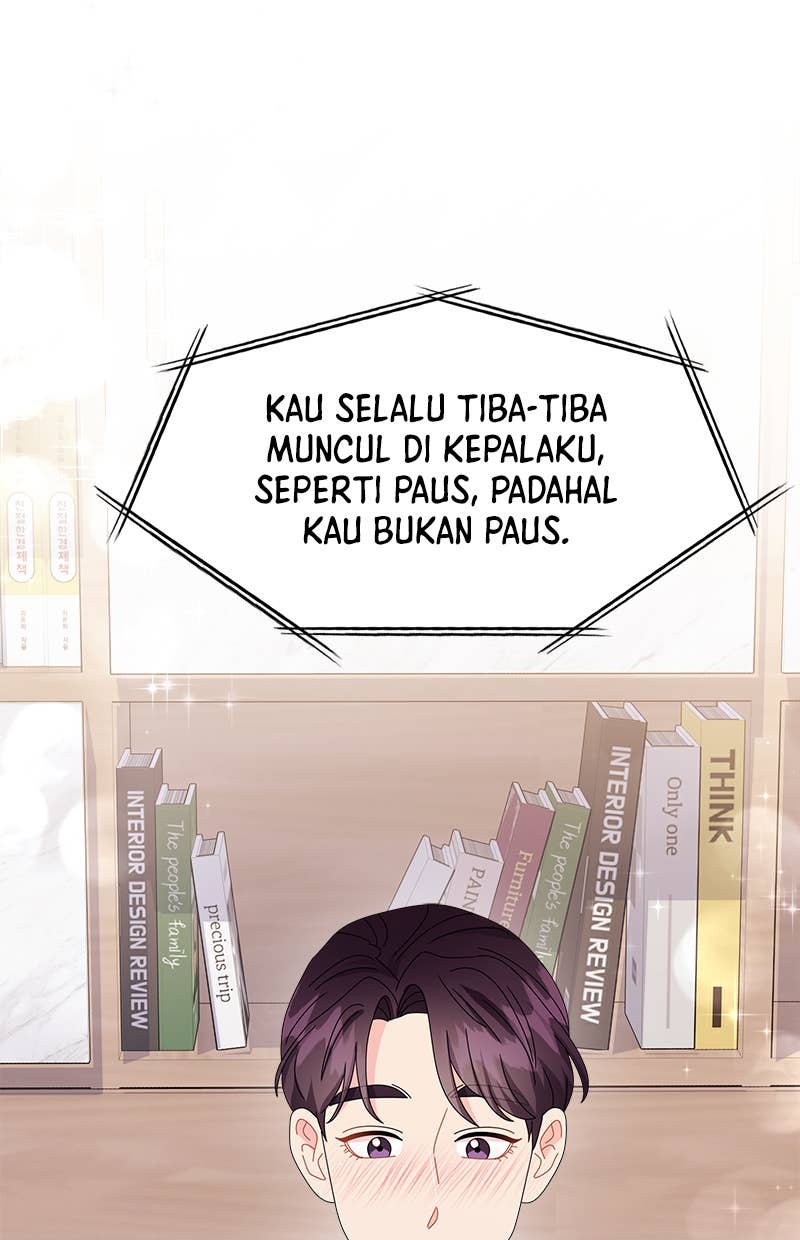 KAU SELALU TIBA-TIBA
MUNCUL DI KEPALAKU,
SEPERTI PAUS, PADAHAL
KAU BUKAN PAUS.
INTERIOR DESIGN REVIEW
The people's family
precious trip
PAIN
Furniture
The people's family
INTERIOR DESIGN REVIEW
Only one
THINK